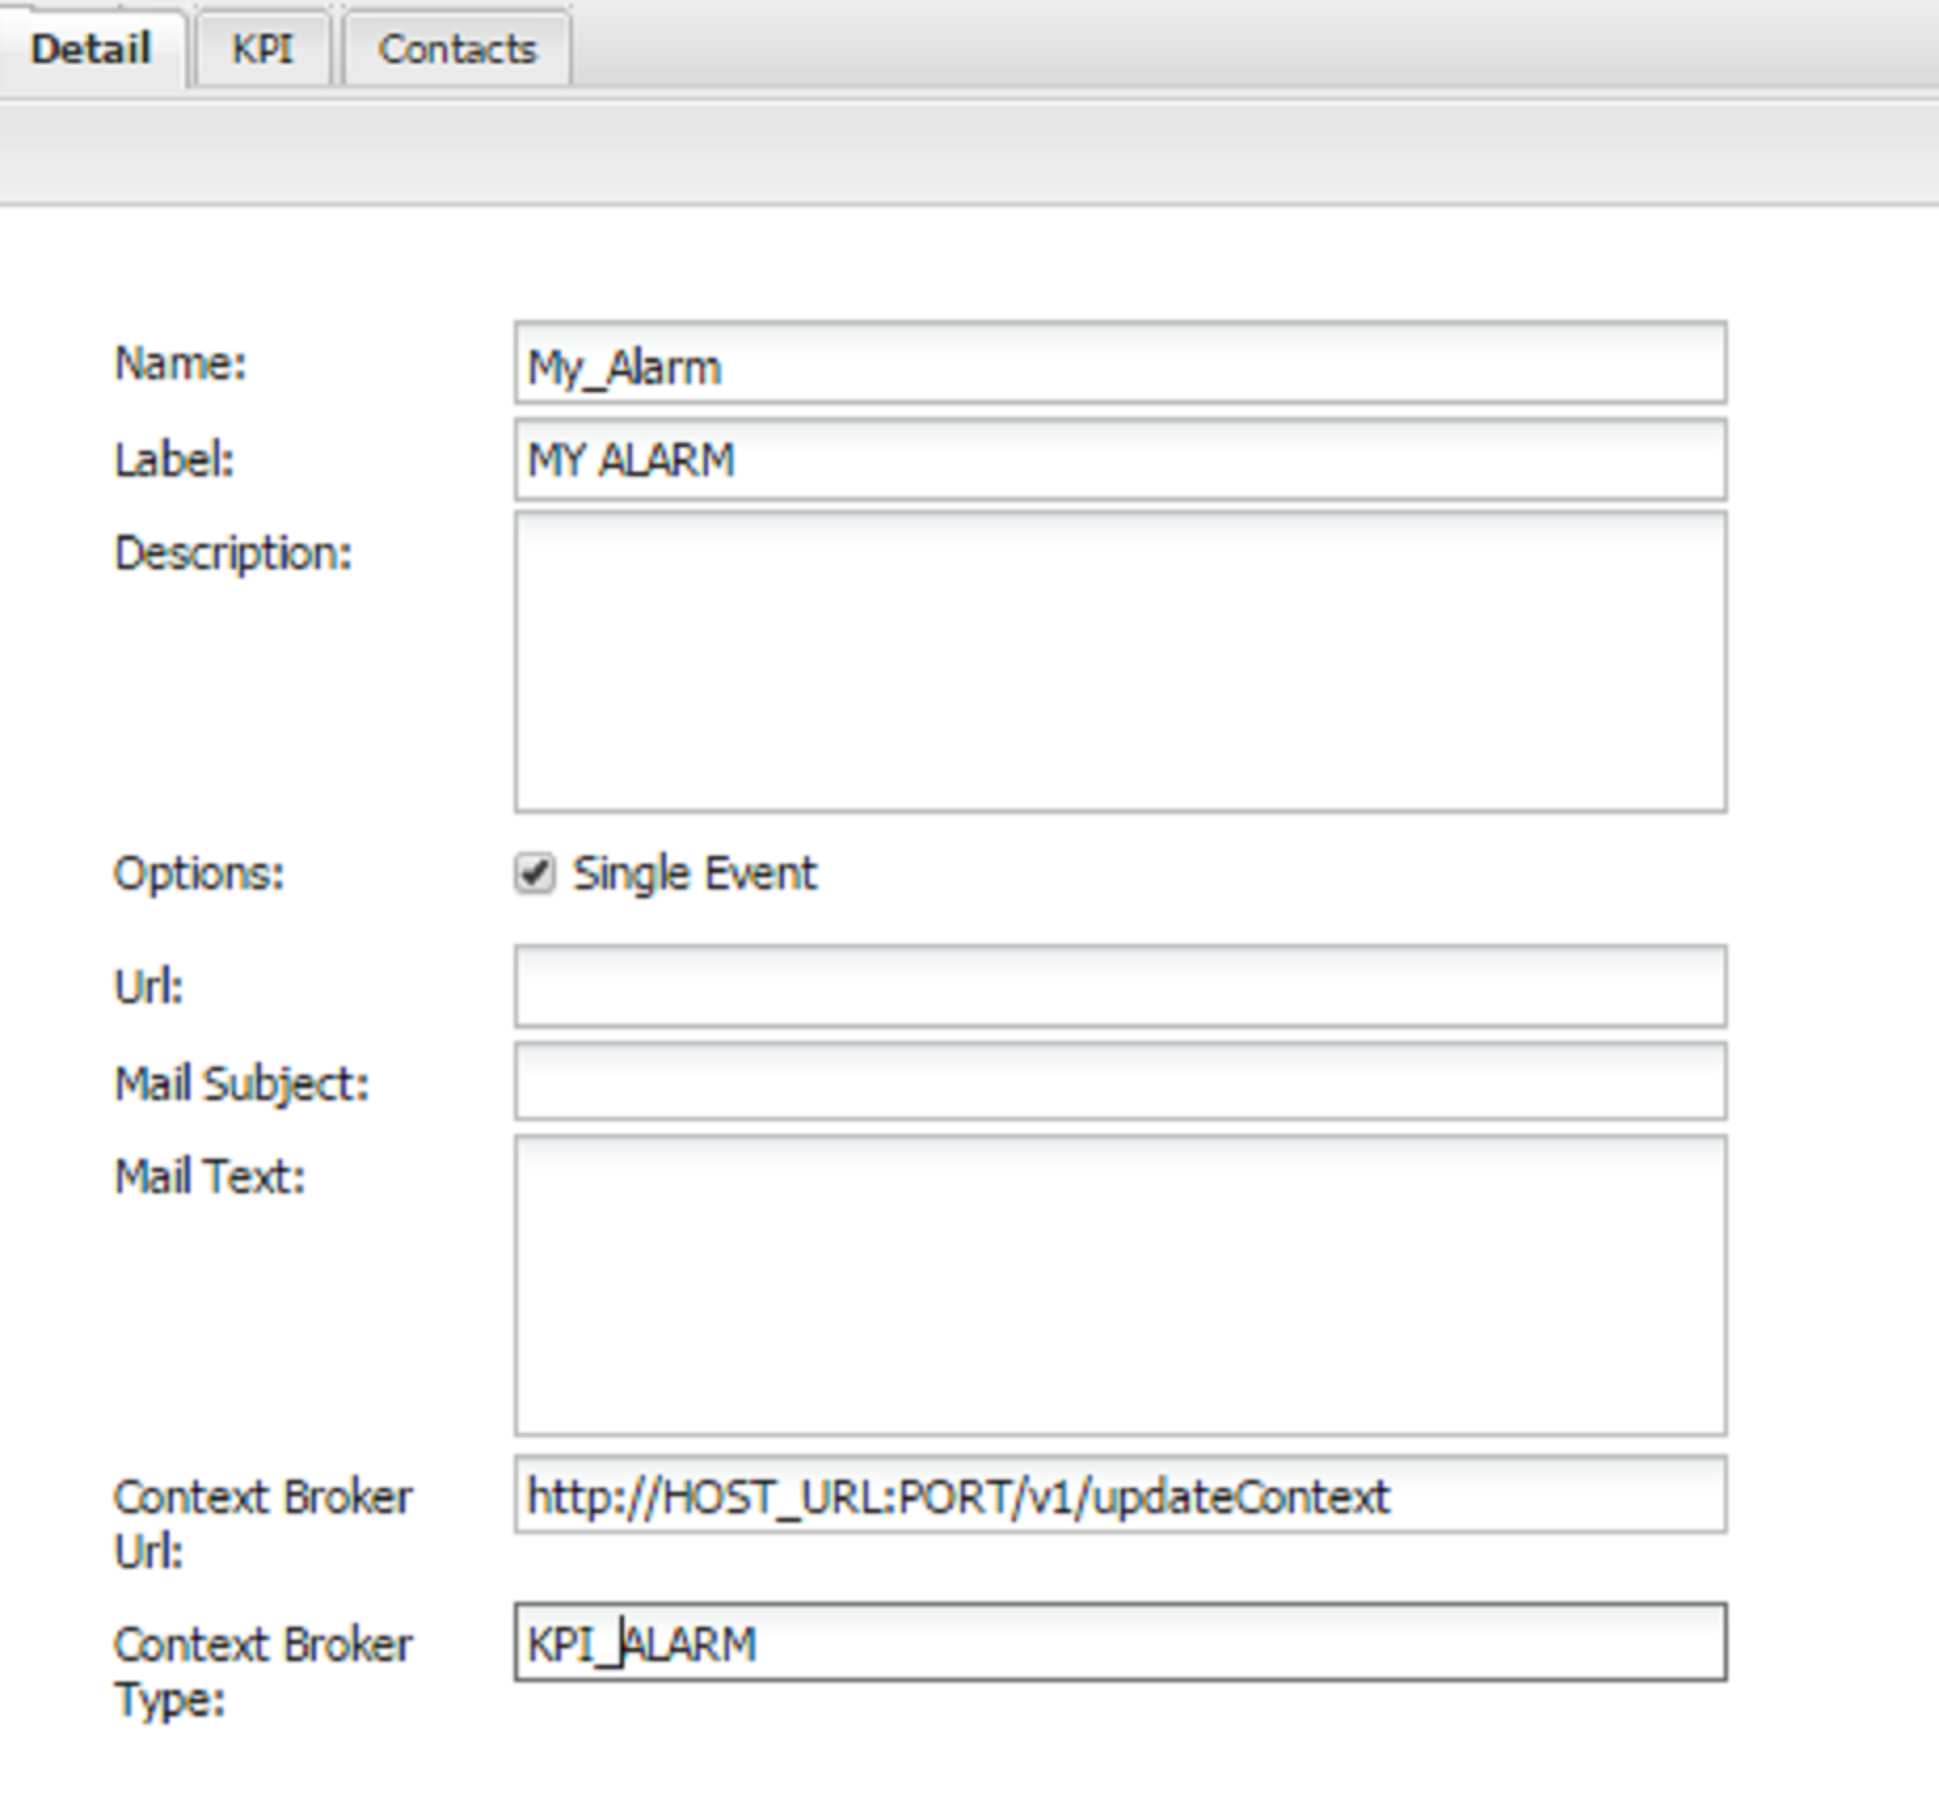 Detail KPI Contacts
Name: My_Alarm
Label: MY ALARM
Description:
Options: Single Event
Url:
Mail Subject:
Mail Text:
Context Broker Url: http://HOST_URL:PORT/v1/updateContext
Context Broker Type: KPI_ALARM